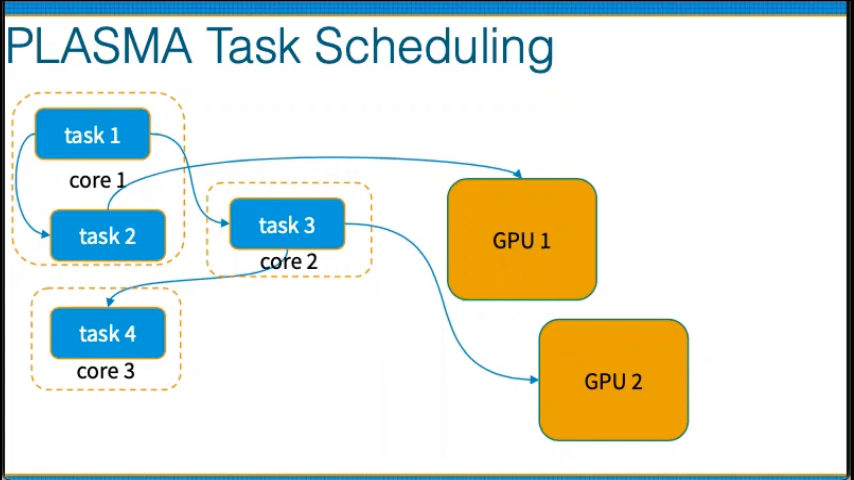 PLASMA Task Scheduling
task 1
core 1
task 2
task 3
core 2
task 4
core 3
GPU 1
GPU 2